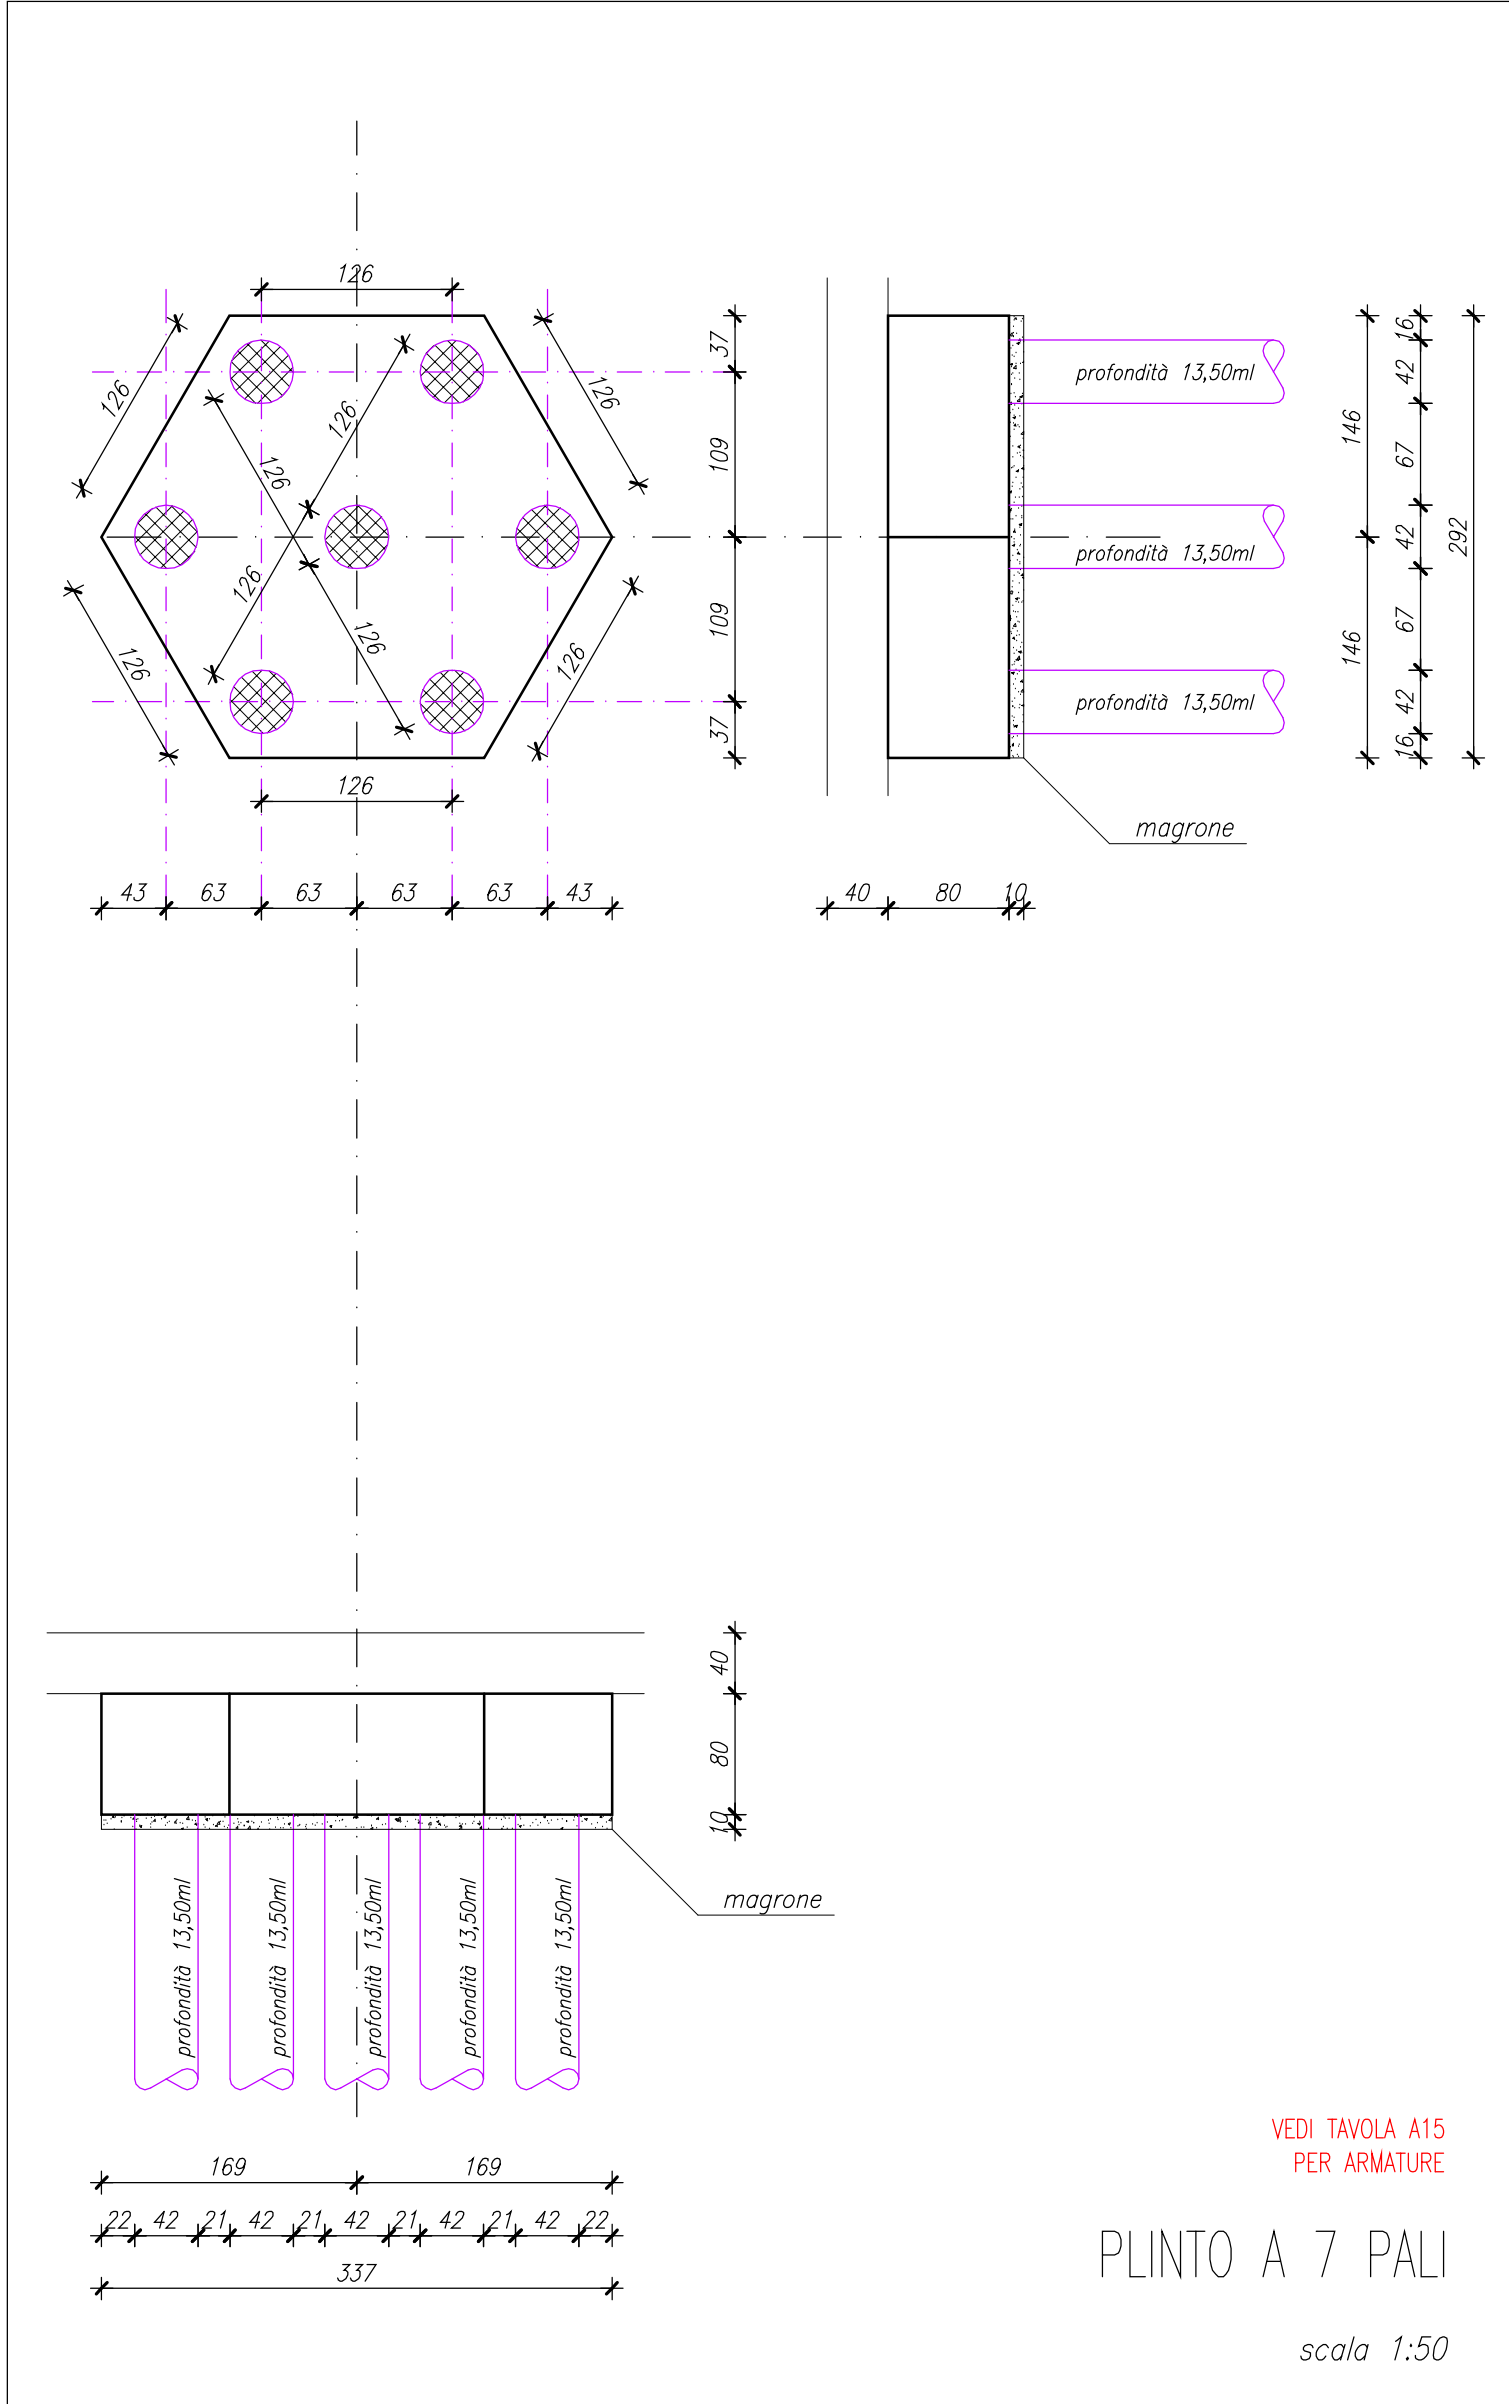 126
126
126
126
126
126
126
126
126
126
37
109
109
37
43 63 63 63 63 43
profondità 13,50ml
profondità 13,50ml
profondità 13,50ml
146
146
16
42
67
42
67
42
16
292
magrone
40 80 10
40
80
10
magrone
profondità 13,50ml
profondità 13,50ml
profondità 13,50ml
profondità 13,50ml
profondità 13,50ml
169 169
22 42 21 42 21 42 21 42 21 42 22
337
VEDI TAVOLA A15
PER ARMATURE
PLINTO A 7 PALI
scala 1:50